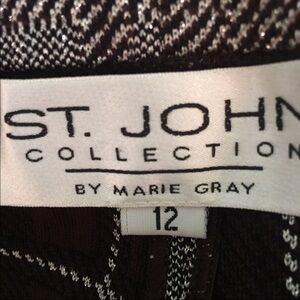 ST. JOHN
COLLECTION
BY MARIE GRAY
12